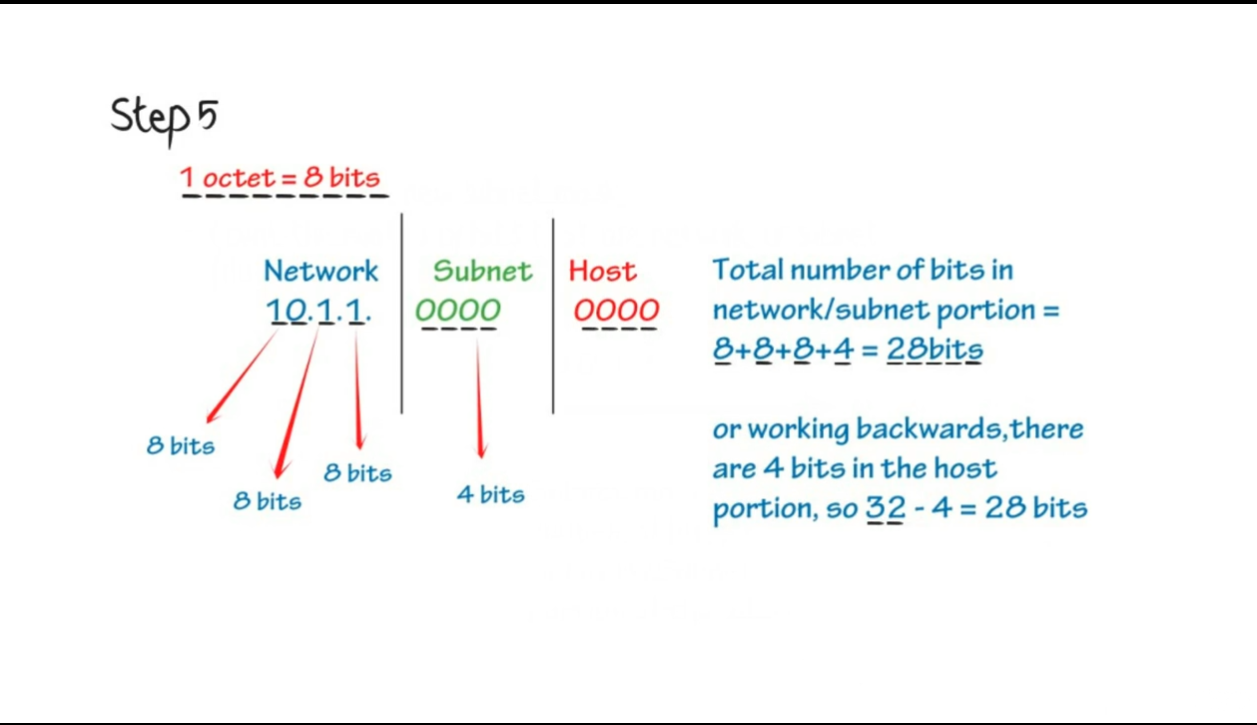 Step 5
1 octet = 8 bits
Network
10.1.1.
Subnet
0000
Host
0000
8 bits
8 bits
8 bits
4 bits
Total number of bits in
network/subnet portion =
8+8+8+4 = 28bits
or working backwards,there
are 4 bits in the host
portion, so 32 - 4 = 28 bits